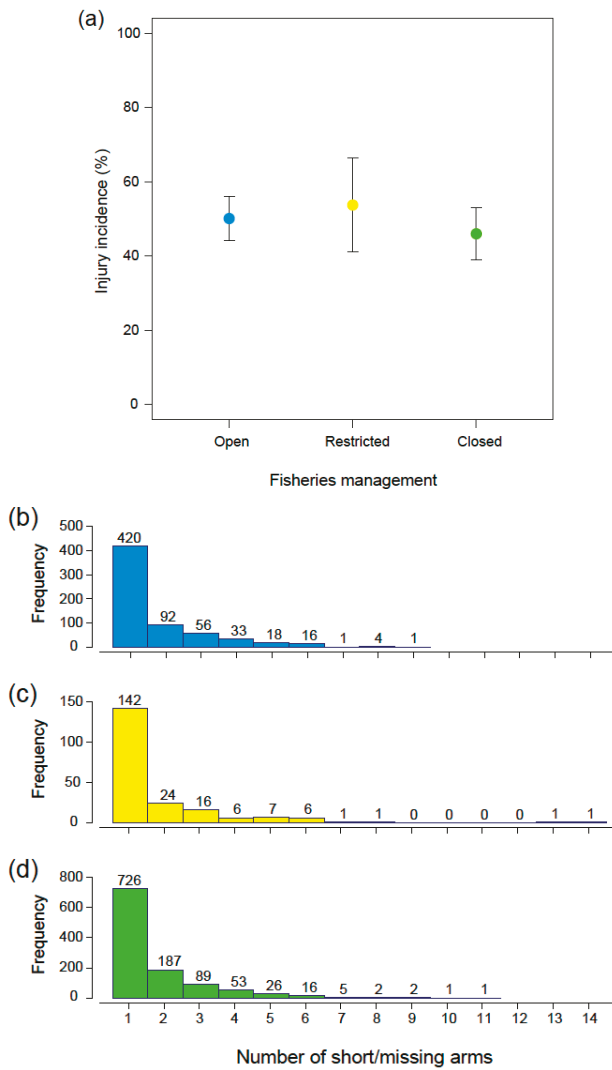 (a)
100
80
60
40
20
0
Injury incidence (%)
Open Restricted Closed
Fisheries management
(b)
500
400
300
200
100
0
Frequency
420 92 56 33 18 16 1 4 1
(c)
150
100
50
0
Frequency
142 24 16 6 7 6 1 1 0 0 0 0 1 1
(d)
800
600
400
200
0
Frequency
726 187 89 53 26 16 5 2 2 1 1
1 2 3 4 5 6 7 8 9 10 11 12 13 14
Number of short/missing arms